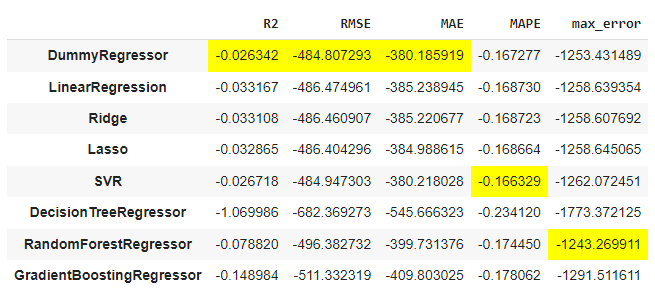 R2 RMSE MAE MAPE max_error
DummyRegressor -0.026342 -484.807293 -380.185919 -0.167277 -1253.431489
LinearRegression -0.033167 -486.474961 -385.238945 -0.168730 -1258.639354
Ridge -0.033108 -486.460907 -385.220677 -0.168723 -1258.607692
Lasso -0.032865 -486.404296 -384.988615 -0.168664 -1258.645065
SVR -0.026718 -484.947303 -380.218028 -0.166329 -1262.072451
DecisionTreeRegressor -1.069986 -682.369273 -545.666323 -0.234120 -1773.372125
RandomForestRegressor -0.078820 -496.382732 -399.731376 -0.174450 -1243.269911
GradientBoostingRegressor -0.148984 -511.332319 -409.803025 -0.178062 -1291.511611